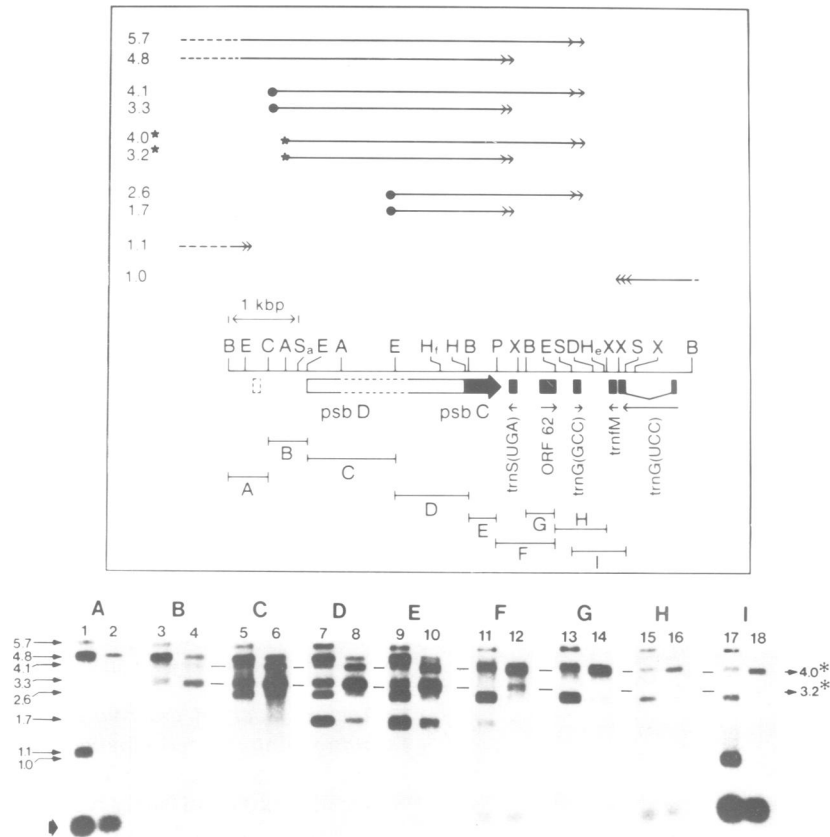 5.7
4.8
4.1
3.3
4.0*
3.2*
2.6
1.7
1.1
1.0
1 kbp
B E C A Sa E A E Hf H B P X B E S D He X X S X B
psb D psb C trnS(UGA) ORF 62 trnG(GCC) trnfM trnG(UCC)
B
A C
D
E G H
F I
A B C D E F G H I
1 2 3 4 5 6 7 8 9 10 11 12 13 14 15 16 17 18
5.7
4.8
4.1
3.3
2.6
1.7
1.1
1.0
4.0*
3.2*